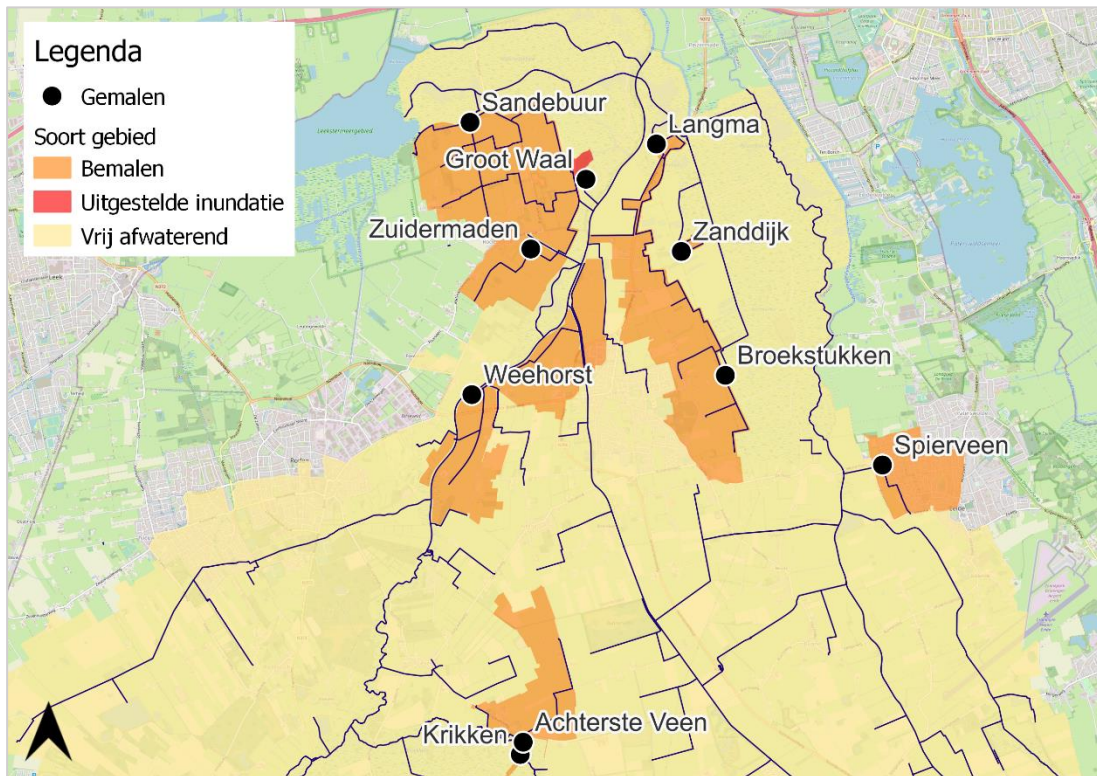 Legenda
Gemalen
Soort gebied
Bemalen
Uitgestelde inundatie
Vrij afwaterend
Sandebuur
Langma
Groot Waal
Zuidermaden
Zanddijk
Broekstukken
Weehorst
Spierveen
Achterste Veen
Krikken